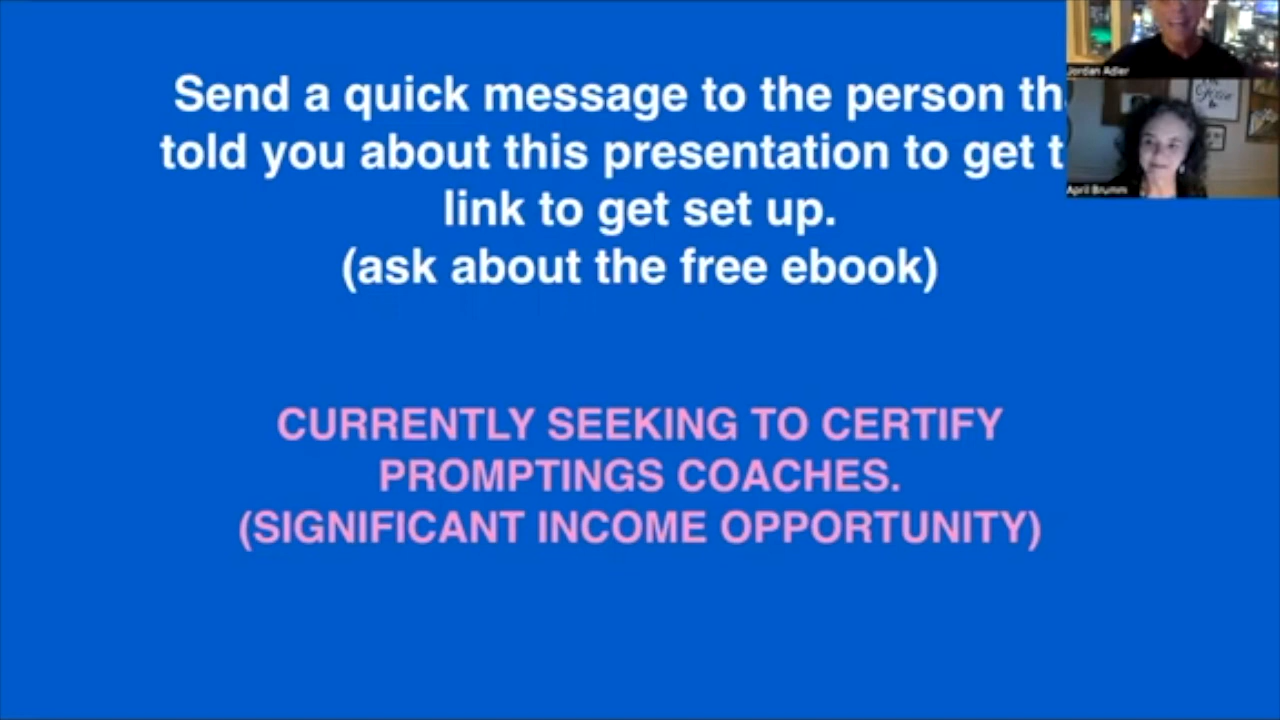 Send a quick message to the person th
told you about this presentation to get t
link to get set up.
(ask about the free ebook)
CURRENTLY SEEKING TO CERTIFY
PROMPTINGS COACHES.
(SIGNIFICANT INCOME OPPORTUNITY)
Jordan Adler
April Brumm